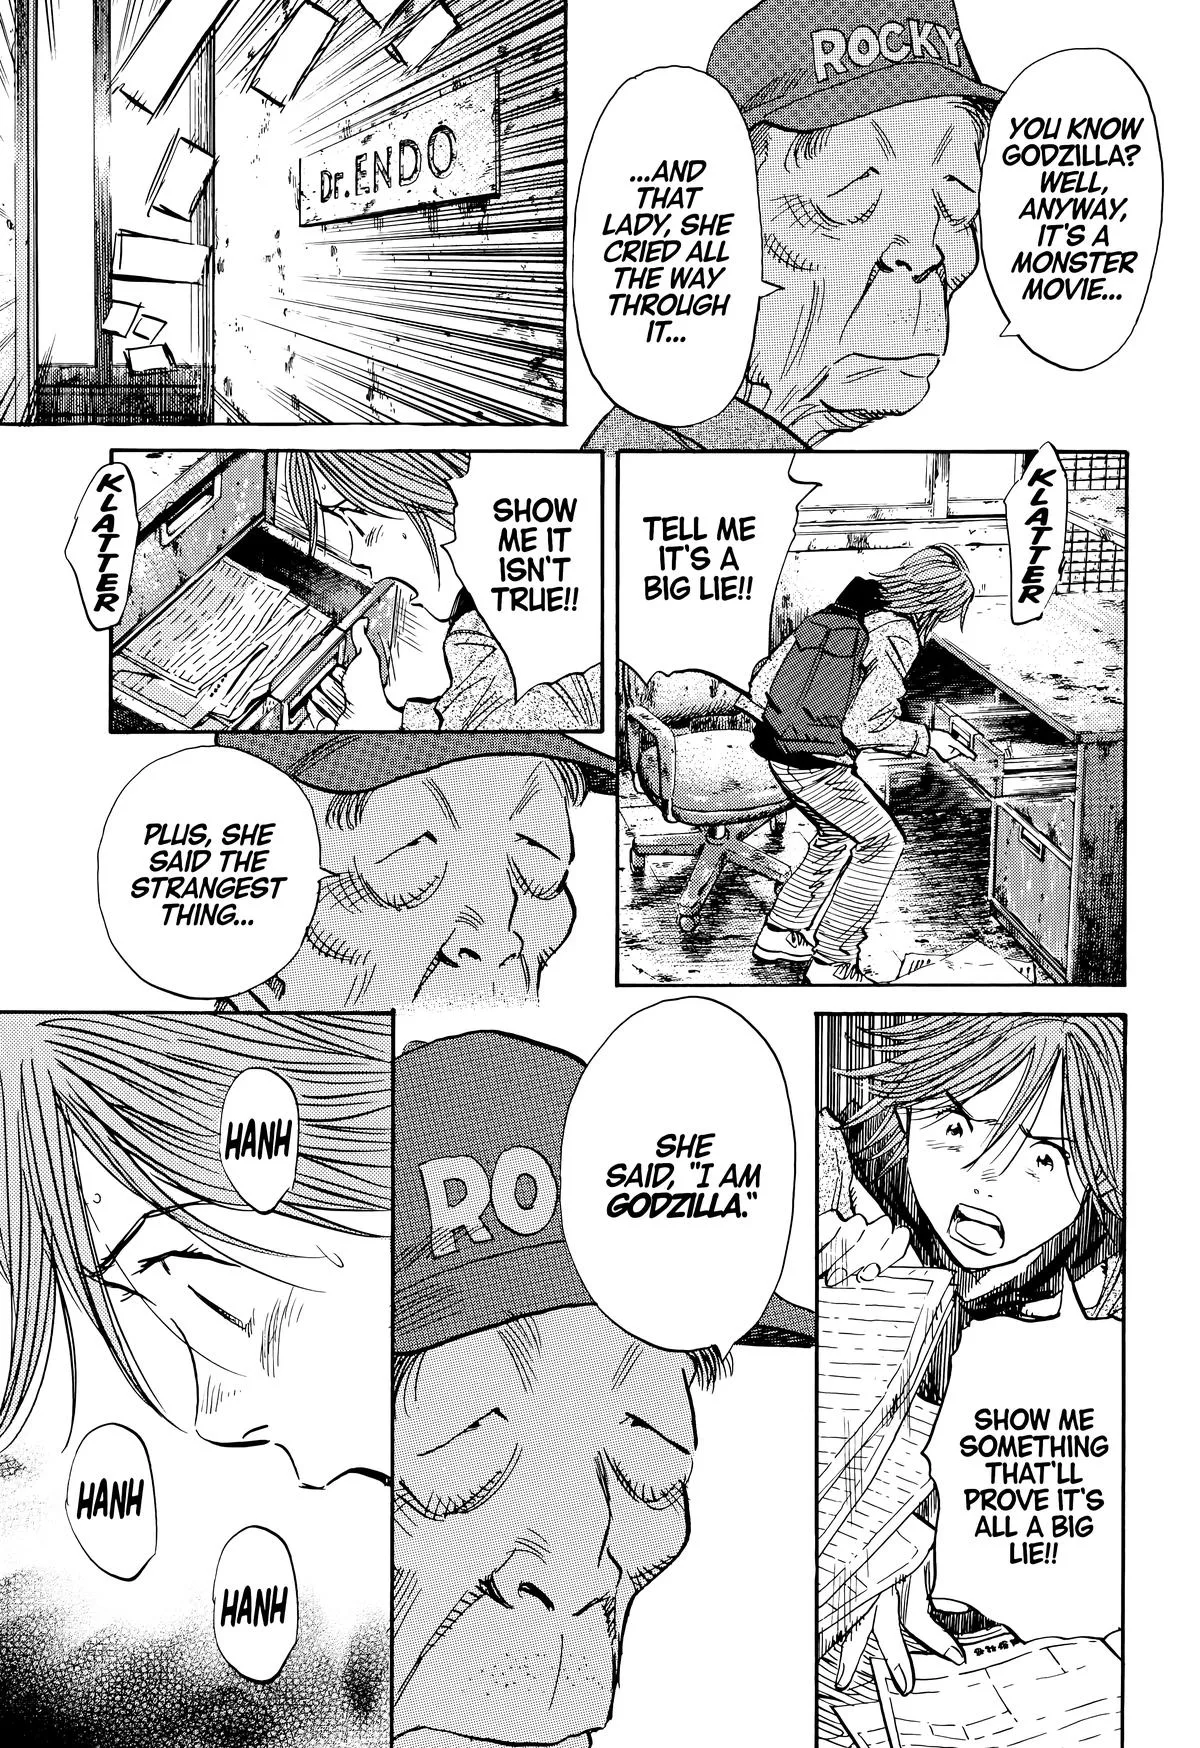 ROCKY
YOU KNOW
GODZILLA?
WELL,
ANYWAY,
IT'S A
MONSTER
MOVIE...
...AND
THAT
LADY, SHE
CRIED ALL
THE WAY
THROUGH
IT...
Dr. ENDO
KLATTER
TELL ME
IT'S A
BIG LIE!!
SHOW
ME IT
ISN'T
TRUE!!
KLATTER
PLUS, SHE
SAID THE
STRANGEST
THING...
SHOW ME
SOMETHING
THAT'LL
PROVE IT'S
ALL A BIG
LIE!!
SHE
SAID, "I AM
GODZILLA."
RO
HANH
HANH
HANH